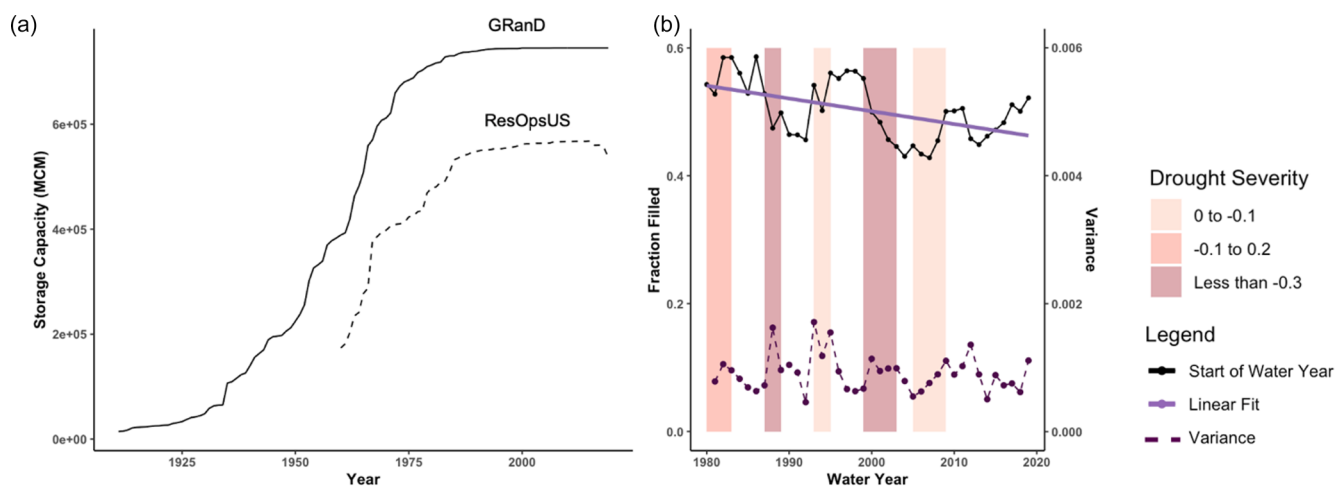 (a)
GRanD
ResOpsUS
6e+05
4e+05
2e+05
0e+00
Storage Capacity (MCM)
1925
1950
1975
2000
Year
(b)
0.6
0.4
0.2
0.0
Fraction Filled
0.006
0.004
0.002
0.000
Variance
1980
1990
2000
2010
2020
Water Year
Drought Severity
0 to -0.1
-0.1 to 0.2
Less than -0.3
Legend
Start of Water Year
Linear Fit
Variance